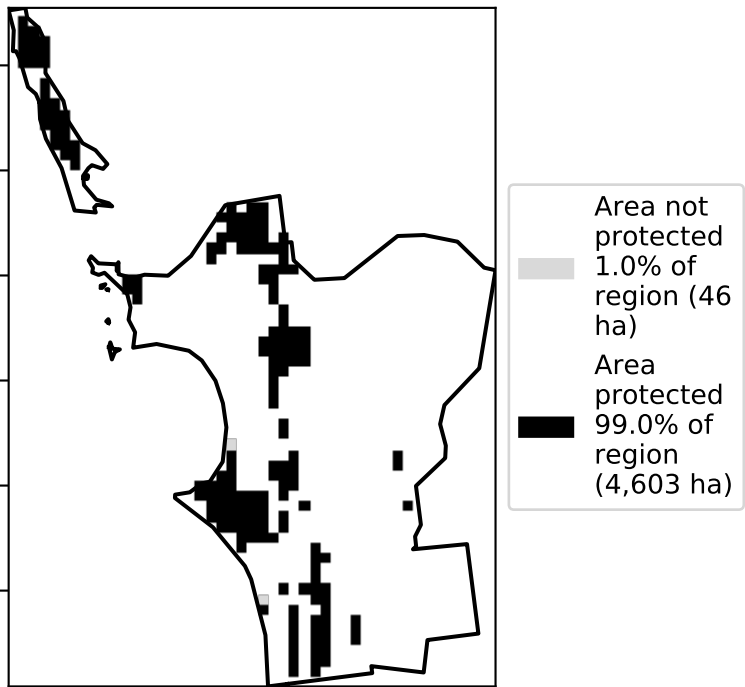 Area not
protected
1.0% of
region (46
ha)
Area
protected
99.0% of
region
(4,603 ha)